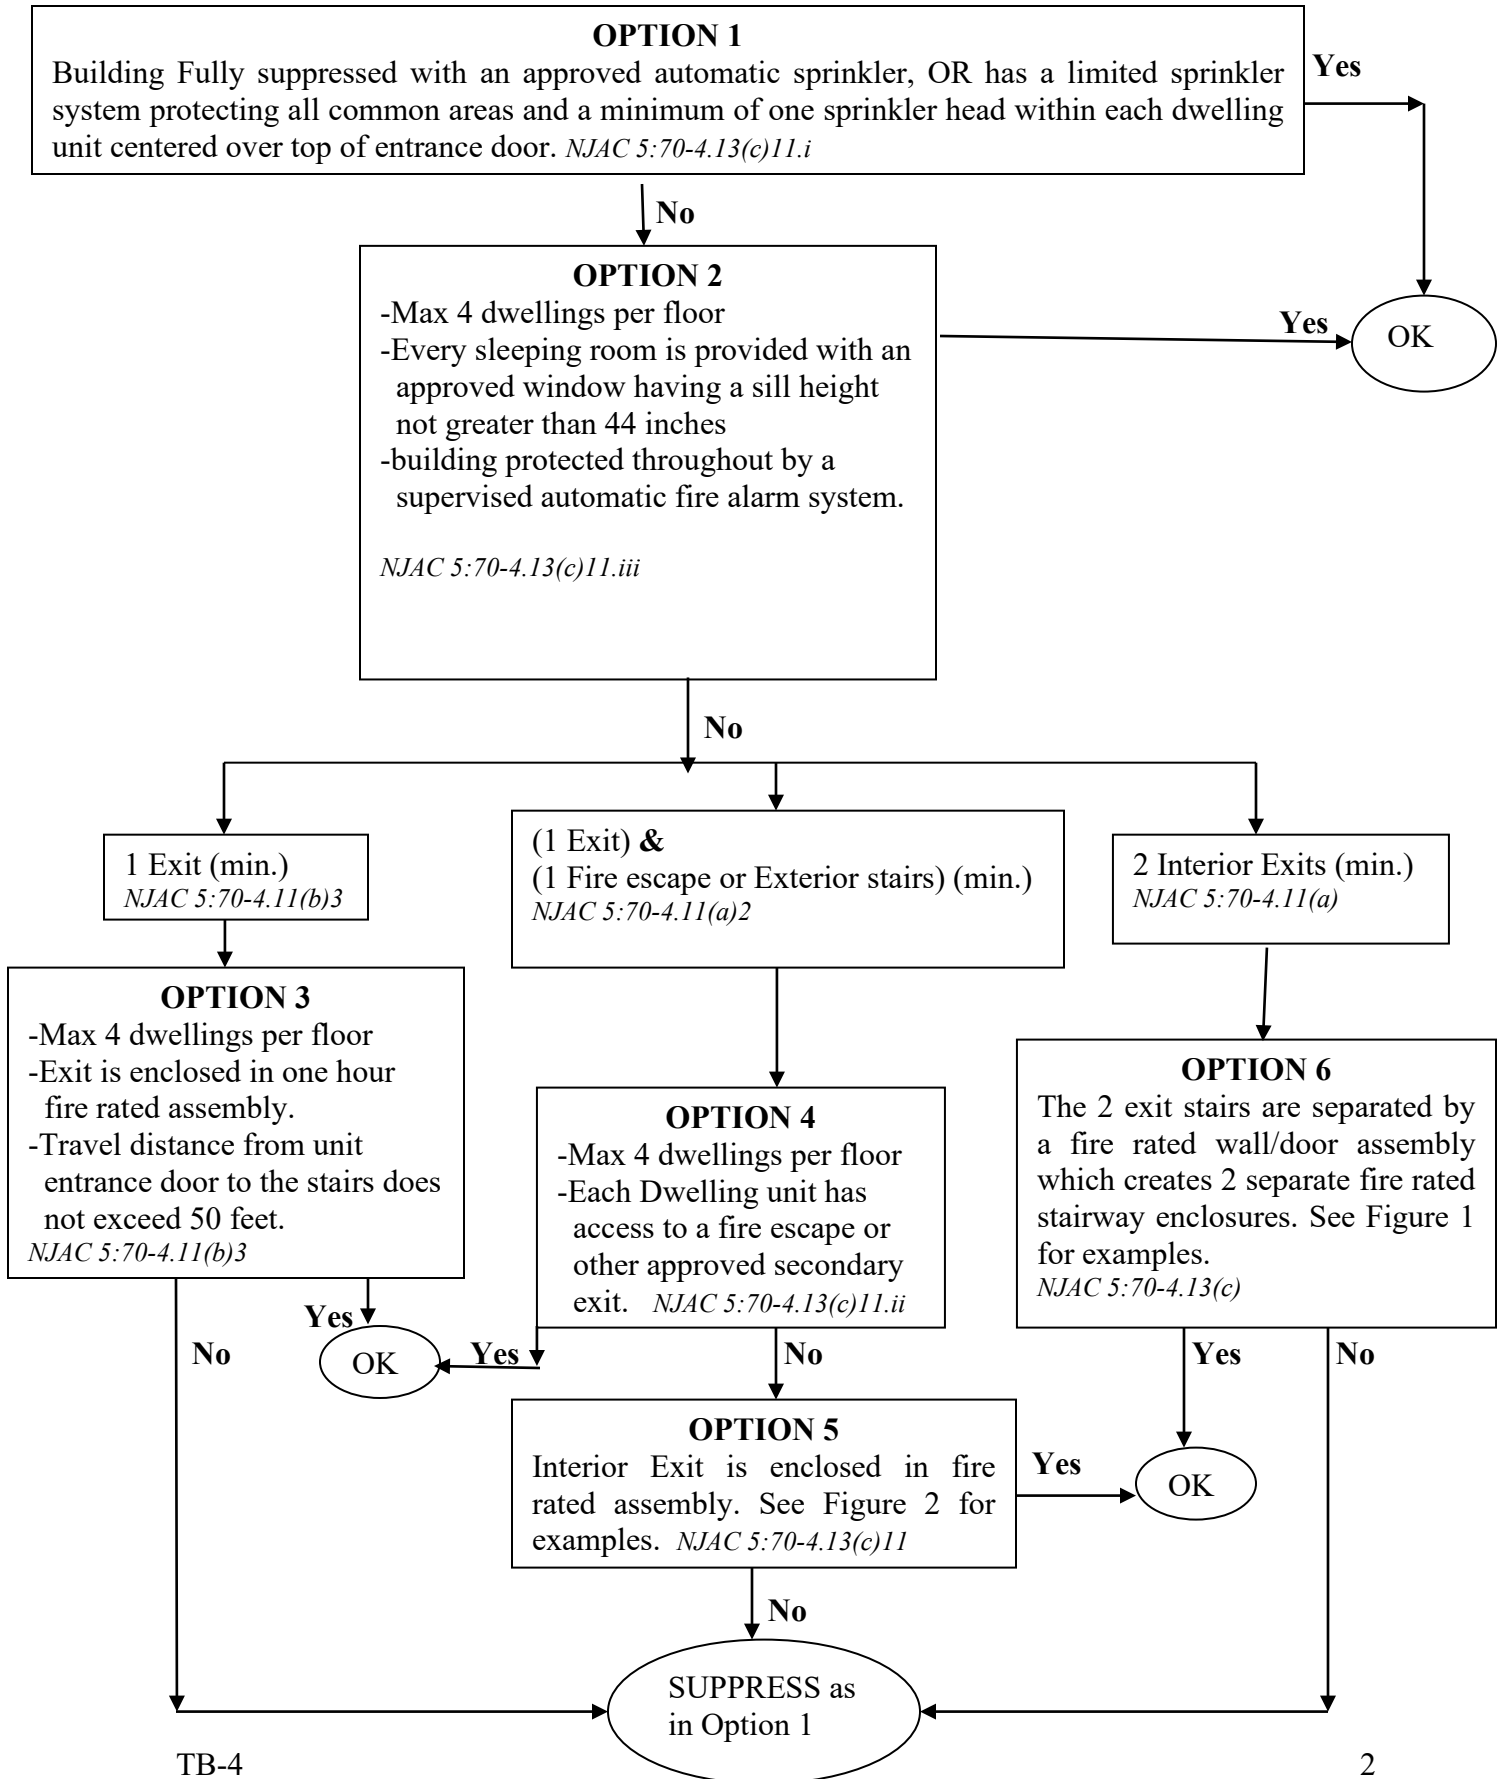 OPTION 1
Building Fully suppressed with an approved automatic sprinkler, OR has a limited sprinkler
system protecting all common areas and a minimum of one sprinkler head within each dwelling
unit centered over top of entrance door. NJAC 5:70-4.13(c)11.i
Yes
No
OPTION 2
-Max 4 dwellings per floor
-Every sleeping room is provided with an
approved window having a sill height
not greater than 44 inches
-building protected throughout by a
supervised automatic fire alarm system.
NJAC 5:70-4.13(c)11.iii
Yes
OK
No
1 Exit (min.)
NJAC 5:70-4.11(b)3
(1 Exit) &
(1 Fire escape or Exterior stairs) (min.)
NJAC 5:70-4.11(a)2
2 Interior Exits (min.)
NJAC 5:70-4.11(a)
OPTION 3
-Max 4 dwellings per floor
-Exit is enclosed in one hour
fire rated assembly.
-Travel distance from unit
entrance door to the stairs does
not exceed 50 feet.
NJAC 5:70-4.11(b)3
Yes
No
OK
OPTION 4
-Max 4 dwellings per floor
-Each Dwelling unit has
access to a fire escape or
other approved secondary
exit. NJAC 5:70-4.13(c)11.ii
Yes
No
OPTION 6
The 2 exit stairs are separated by
a fire rated wall/door assembly
which creates 2 separate fire rated
stairway enclosures. See Figure 1
for examples.
NJAC 5:70-4.13(c)
Yes
No
OPTION 5
Interior Exit is enclosed in fire
rated assembly. See Figure 2 for
examples. NJAC 5:70-4.13(c)11
Yes
OK
No
SUPPRESS as
in Option 1
TB-4
2